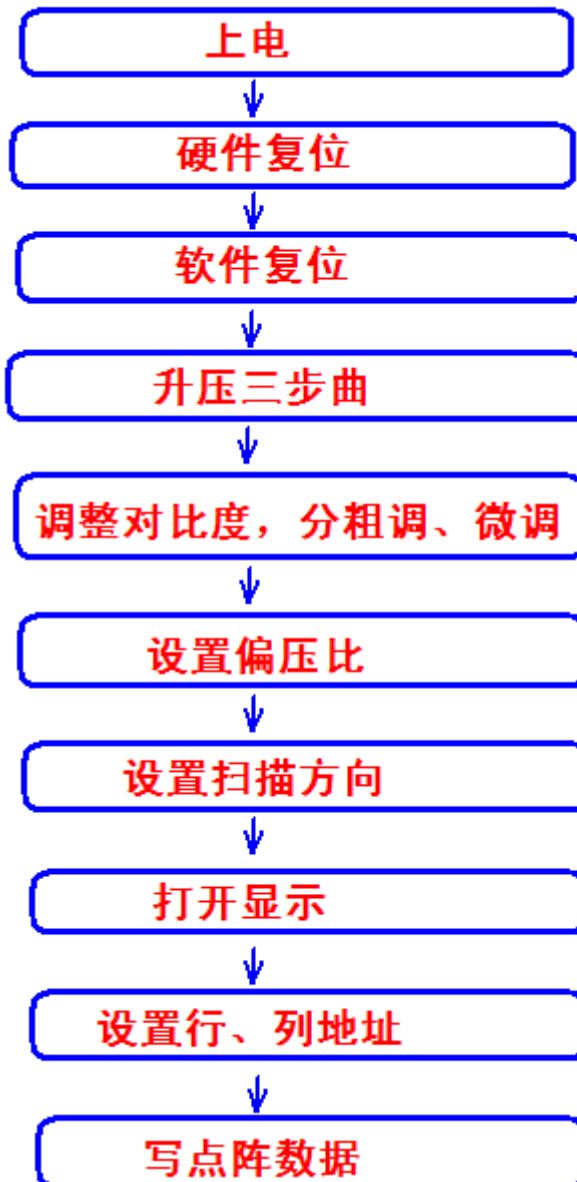 上电
硬件复位
软件复位
升压三步曲
调整对比度，分粗调、微调
设置偏压比
设置扫描方向
打开显示
设置行、列地址
写点阵数据